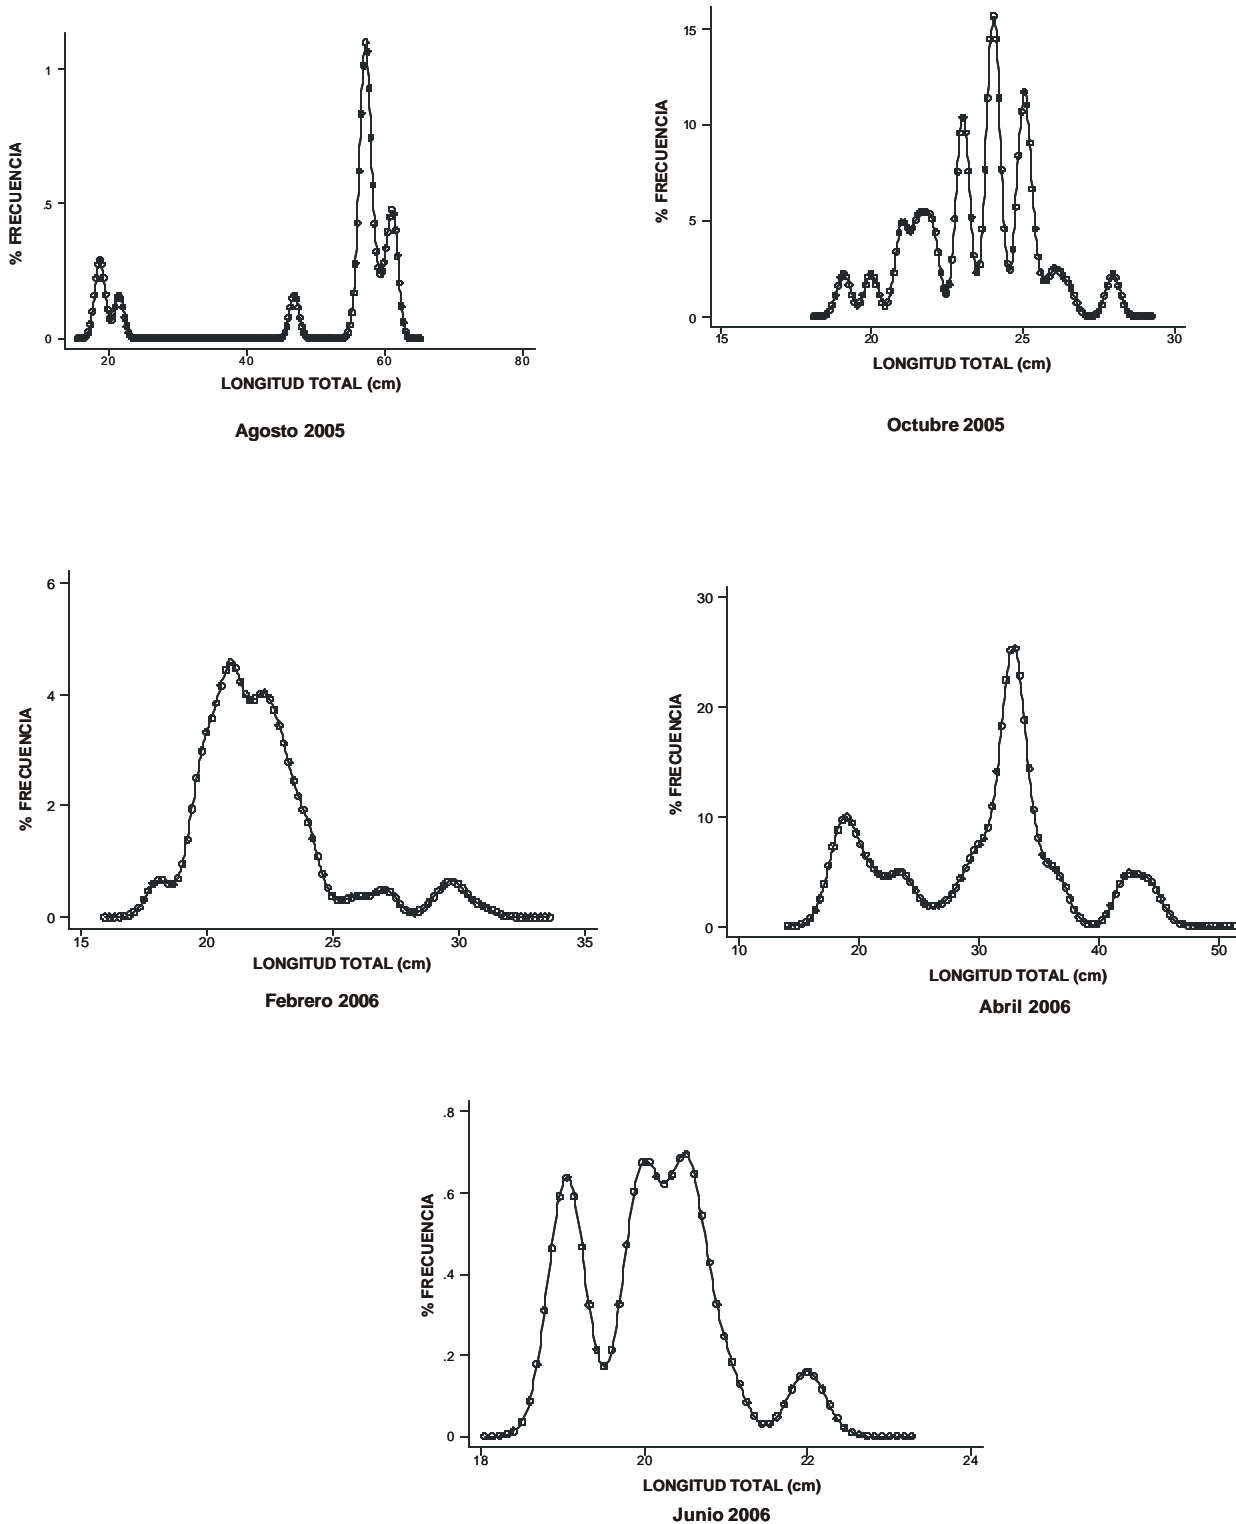 1
.5
0
% FRECUENCIA
20 40 60 80
LONGITUD TOTAL (cm)
Agosto 2005
15
10
5
0
% FRECUENCIA
15 20 25 30
LONGITUD TOTAL (cm)
Octubre 2005
6
4
2
0
% FRECUENCIA
15 20 25 30 35
LONGITUD TOTAL (cm)
Febrero 2006
30
20
10
0
% FRECUENCIA
10 20 30 40 50
LONGITUD TOTAL (cm)
Abril 2006
.8
.6
.4
.2
0
% FRECUENCIA
18 20 22 24
LONGITUD TOTAL (cm)
Junio 2006